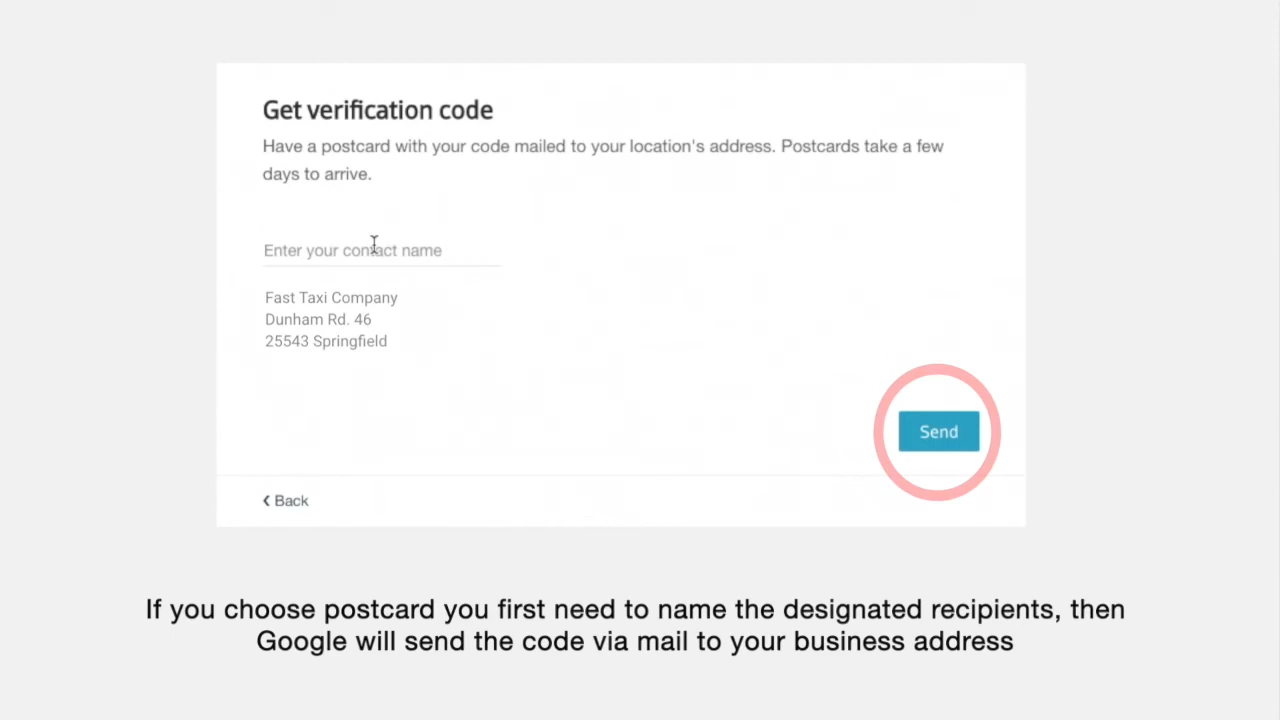 Get verification code
Have a postcard with your code mailed to your location's address. Postcards take a few
days to arrive.
Enter your contact name
Fast Taxi Company
Dunham Rd. 46
25543 Springfield
Send
Back
If you choose postcard you first need to name the designated recipients, then
Google will send the code via mail to your business address